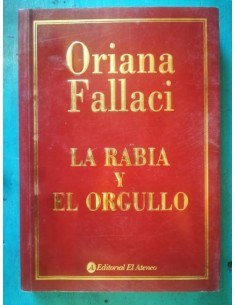 Oriana
Fallaci
LA RABIA
Y
EL ORGULLO
Editorial El Ateneo